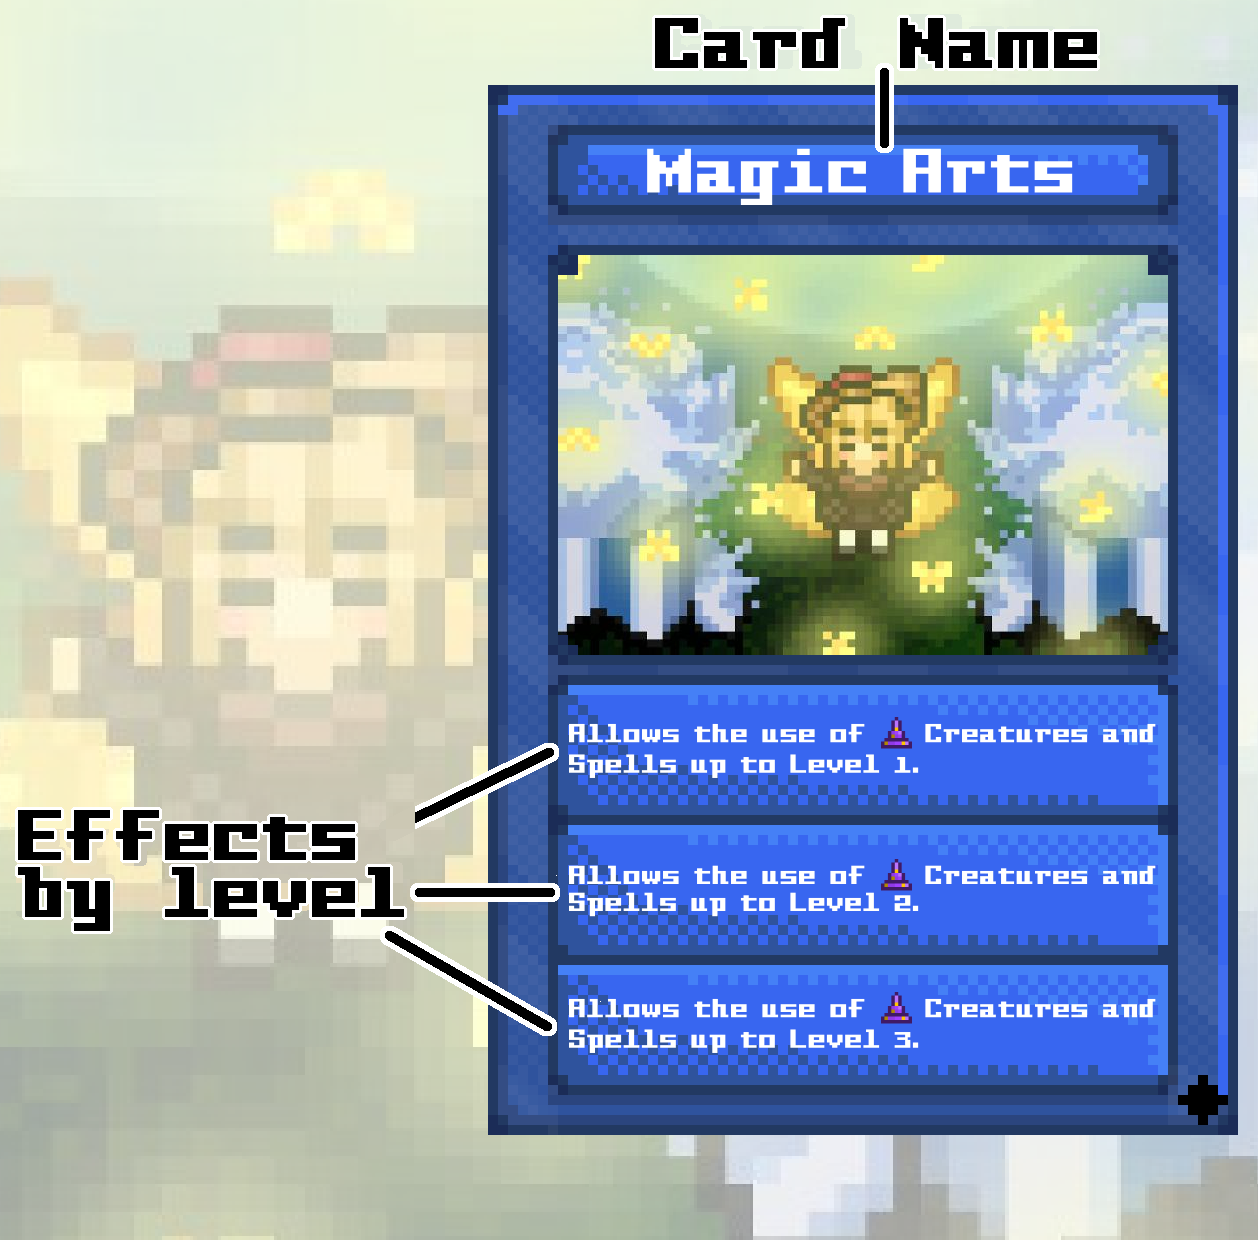 Card Name
Magic Arts
Allows the use of Creatures and
Spells up to Level 1.
Effects
by level
Allows the use of Creatures and
Spells up to Level 2.
Allows the use of Creatures and
Spells up to Level 3.